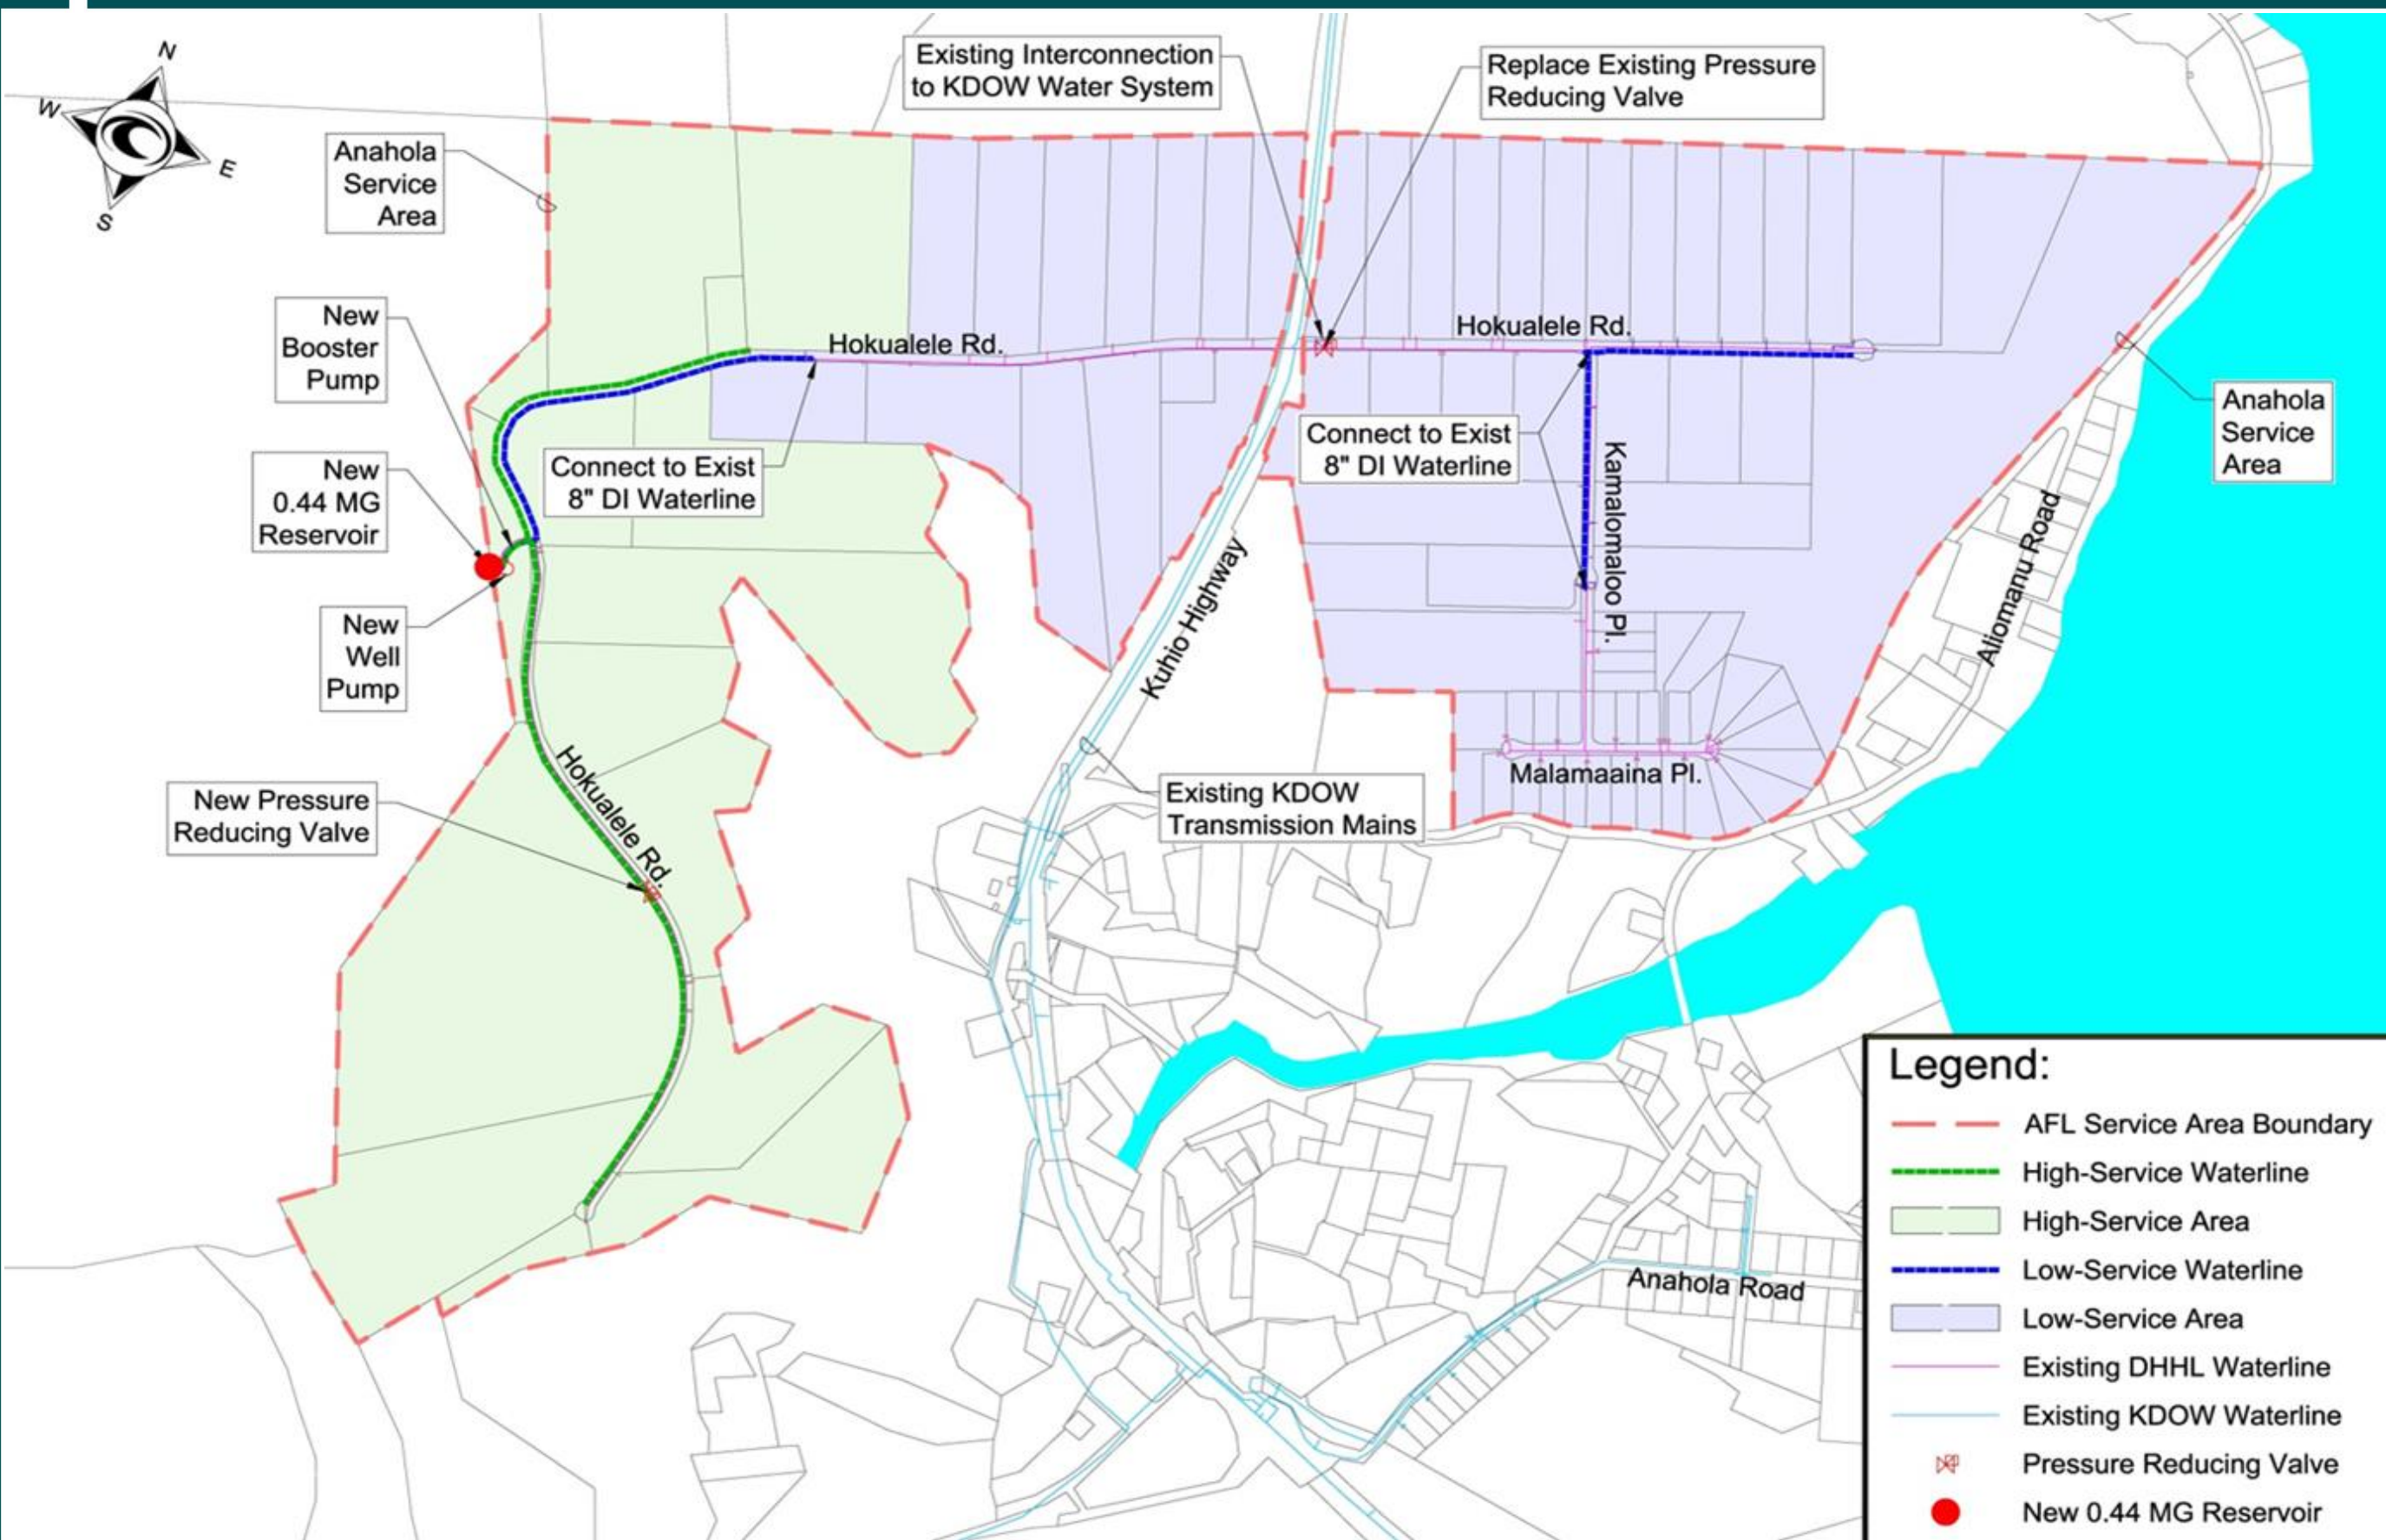 N
W
E
S
Existing Interconnection
to KDOW Water System
Replace Existing Pressure
Reducing Valve
Anahola
Service
Area
New
Booster
Pump
Hokualele Rd.
Hokualele Rd.
Connect to Exist
8" DI Waterline
Connect to Exist
8" DI Waterline
Anahola
Service
Area
New
0.44 MG
Reservoir
Kamalomaloo Pl.
Aliomanu Road
Kuhio Highway
New
Well
Pump
New Pressure
Reducing Valve
Hokualele Rd.
Malamaaina Pl.
Existing KDOW
Transmission Mains
Anahola Road
Legend:
AFL Service Area Boundary
High-Service Waterline
High-Service Area
Low-Service Waterline
Low-Service Area
Existing DHHL Waterline
Existing KDOW Waterline
Pressure Reducing Valve
New 0.44 MG Reservoir